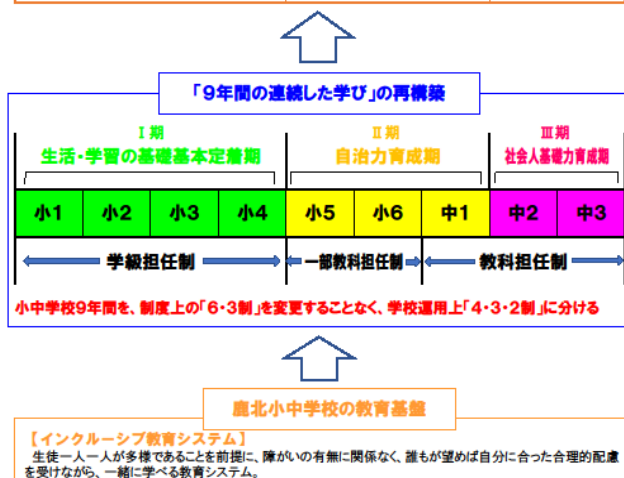 「9年間の連続した学び」の再構築
Ⅰ期
生活・学習の基礎基本定着期
Ⅱ期
自治力育成期
Ⅲ期
社会人基礎力育成期
小1 小2 小3 小4 小5 小6 中1 中2 中3
学級担任制 一部教科担任制 教科担任制
小中学校9年間を、制度上の「6・3制」を変更することなく、学校運用上「4・3・2制」に分ける
鹿北小中学校の教育基盤
【インクルーシブ教育システム】
生徒一人一人が多様であることを前提に、障がいの有無に関係なく、誰もが望めば自分に合った合理的配慮
を受けながら、一緒に学べる教育システム。